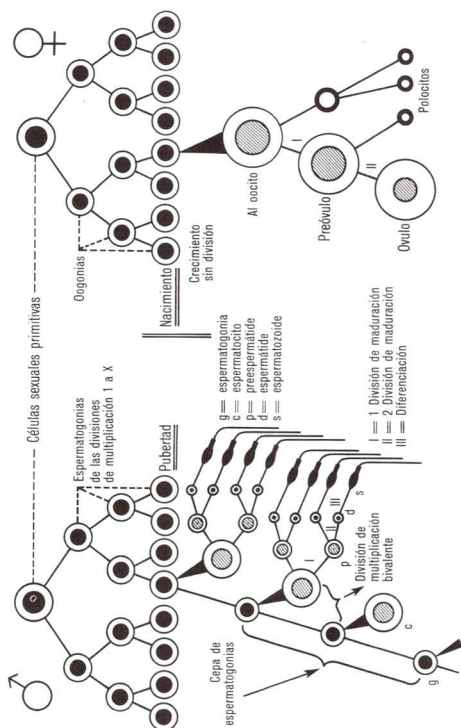 Células sexuales primitivas
Espermatogonias
de las divisiones
de multiplicación 1 a X
Oogonias
Pubertad
Nacimiento
Crecimiento
sin división
g = espermatogonia
c = espermatocito
p = preespermátide
d = espermátide
s = espermatozoide
Al oocito
I
Preóvulo
II
Ovulo
Polocitos
I = 1 División de maduración
II = 2 División de maduración
III = Diferenciación
Cepa de
espermatogonias
I
II
III
p
d
s
División de
multiplicación
bivalente
c
g